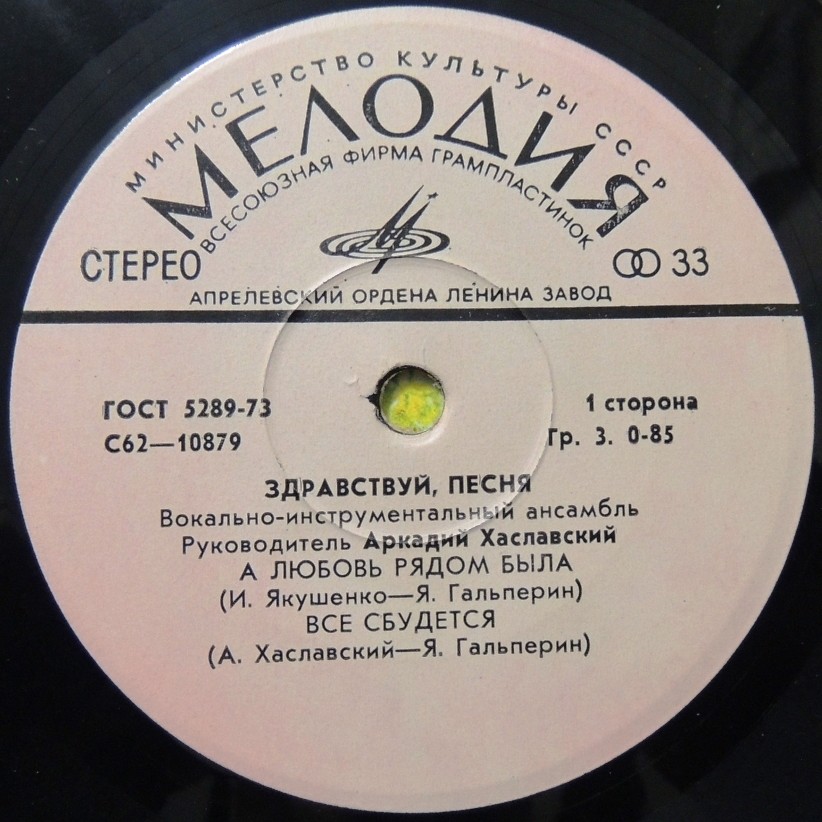 МИНИСТЕРСТВО КУЛЬТУРЫ СССР
МЕЛОДИЯ
ВСЕСОЮЗНАЯ ФИРМА ГРАМПЛАСТИНОК
СТЕРЕО
33
АПРЕЛЕВСКИЙ ОРДЕНА ЛЕНИНА ЗАВОД
ГОСТ 5289-73
1 сторона
С62—10879
Гр. 3. 0-85
ЗДРАВСТВУЙ, ПЕСНЯ
Вокально-инструментальный ансамбль
Руководитель Аркадий Хаславский
А ЛЮБОВЬ РЯДОМ БЫЛА
(И. Якушенко—Я. Гальперин)
ВСЕ СБУДЕТСЯ
(А. Хаславский—Я. Гальперин)